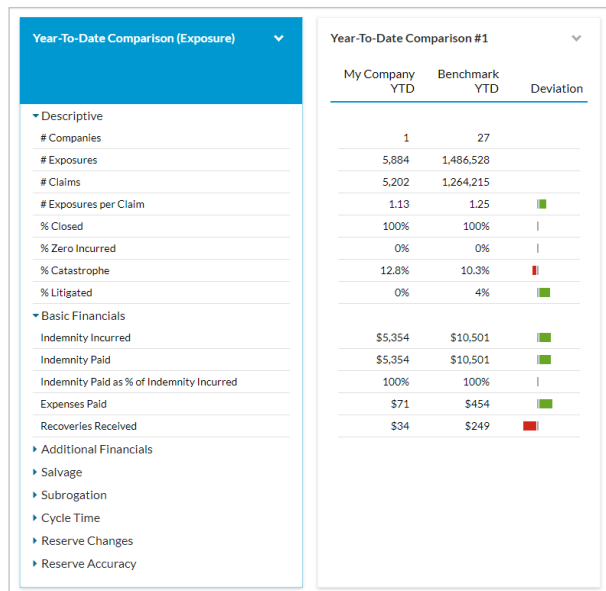 Year-To-Date Comparison (Exposure)
Year-To-Date Comparison #1
My Company YTD Benchmark YTD Deviation
Descriptive
# Companies 1 27
# Exposures 5,884 1,486,528
# Claims 5,202 1,264,215
# Exposures per Claim 1.13 1.25
% Closed 100% 100%
% Zero Incurred 0% 0%
% Catastrophe 12.8% 10.3%
% Litigated 0% 4%
Basic Financials
Indemnity Incurred $5,354 $10,501
Indemnity Paid $5,354 $10,501
Indemnity Paid as % of Indemnity Incurred 100% 100%
Expenses Paid $71 $454
Recoveries Received $34 $249
Additional Financials
Salvage
Subrogation
Cycle Time
Reserve Changes
Reserve Accuracy